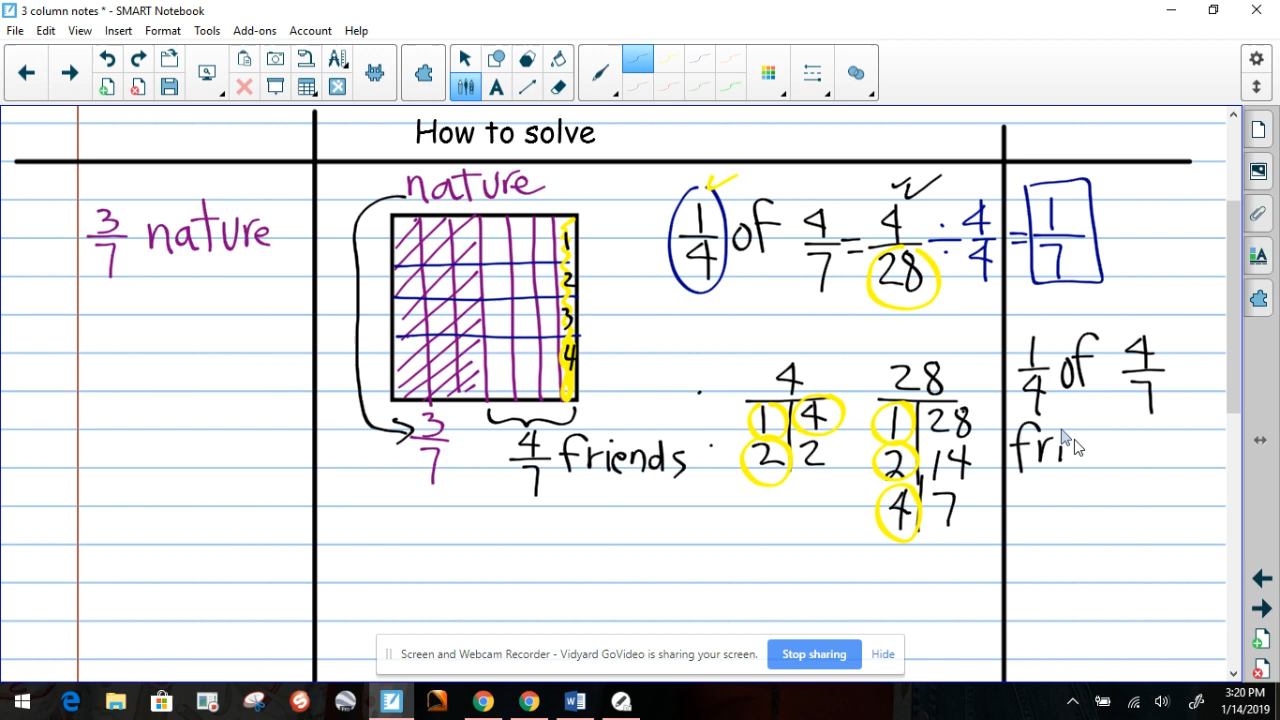 3 column notes * - SMART Notebook
File Edit View Insert Format Tools Add-ons Account Help
How to solve
3/7 nature
nature
1
2
3
4
3/7
4/7 friends
1/4 of 4/7 = 4/28 ÷ 4/4 = 1/7
4
1 4
2 2
28
1 28
2 14
4 7
1/4 of 4/7
fri
Screen and Webcam Recorder - Vidyard GoVideo is sharing your screen. Stop sharing Hide
3:20 PM
1/14/2019